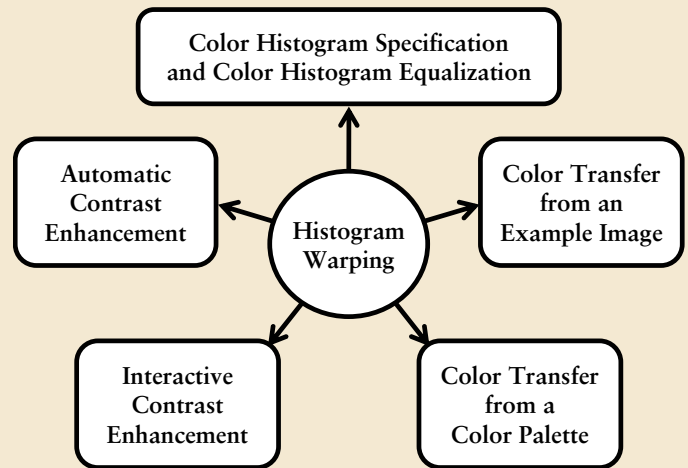 Color Histogram Specification
and Color Histogram Equalization
Automatic
Contrast
Enhancement
Histogram
Warping
Color Transfer
from an
Example Image
Interactive
Contrast
Enhancement
Color Transfer
from a
Color Palette